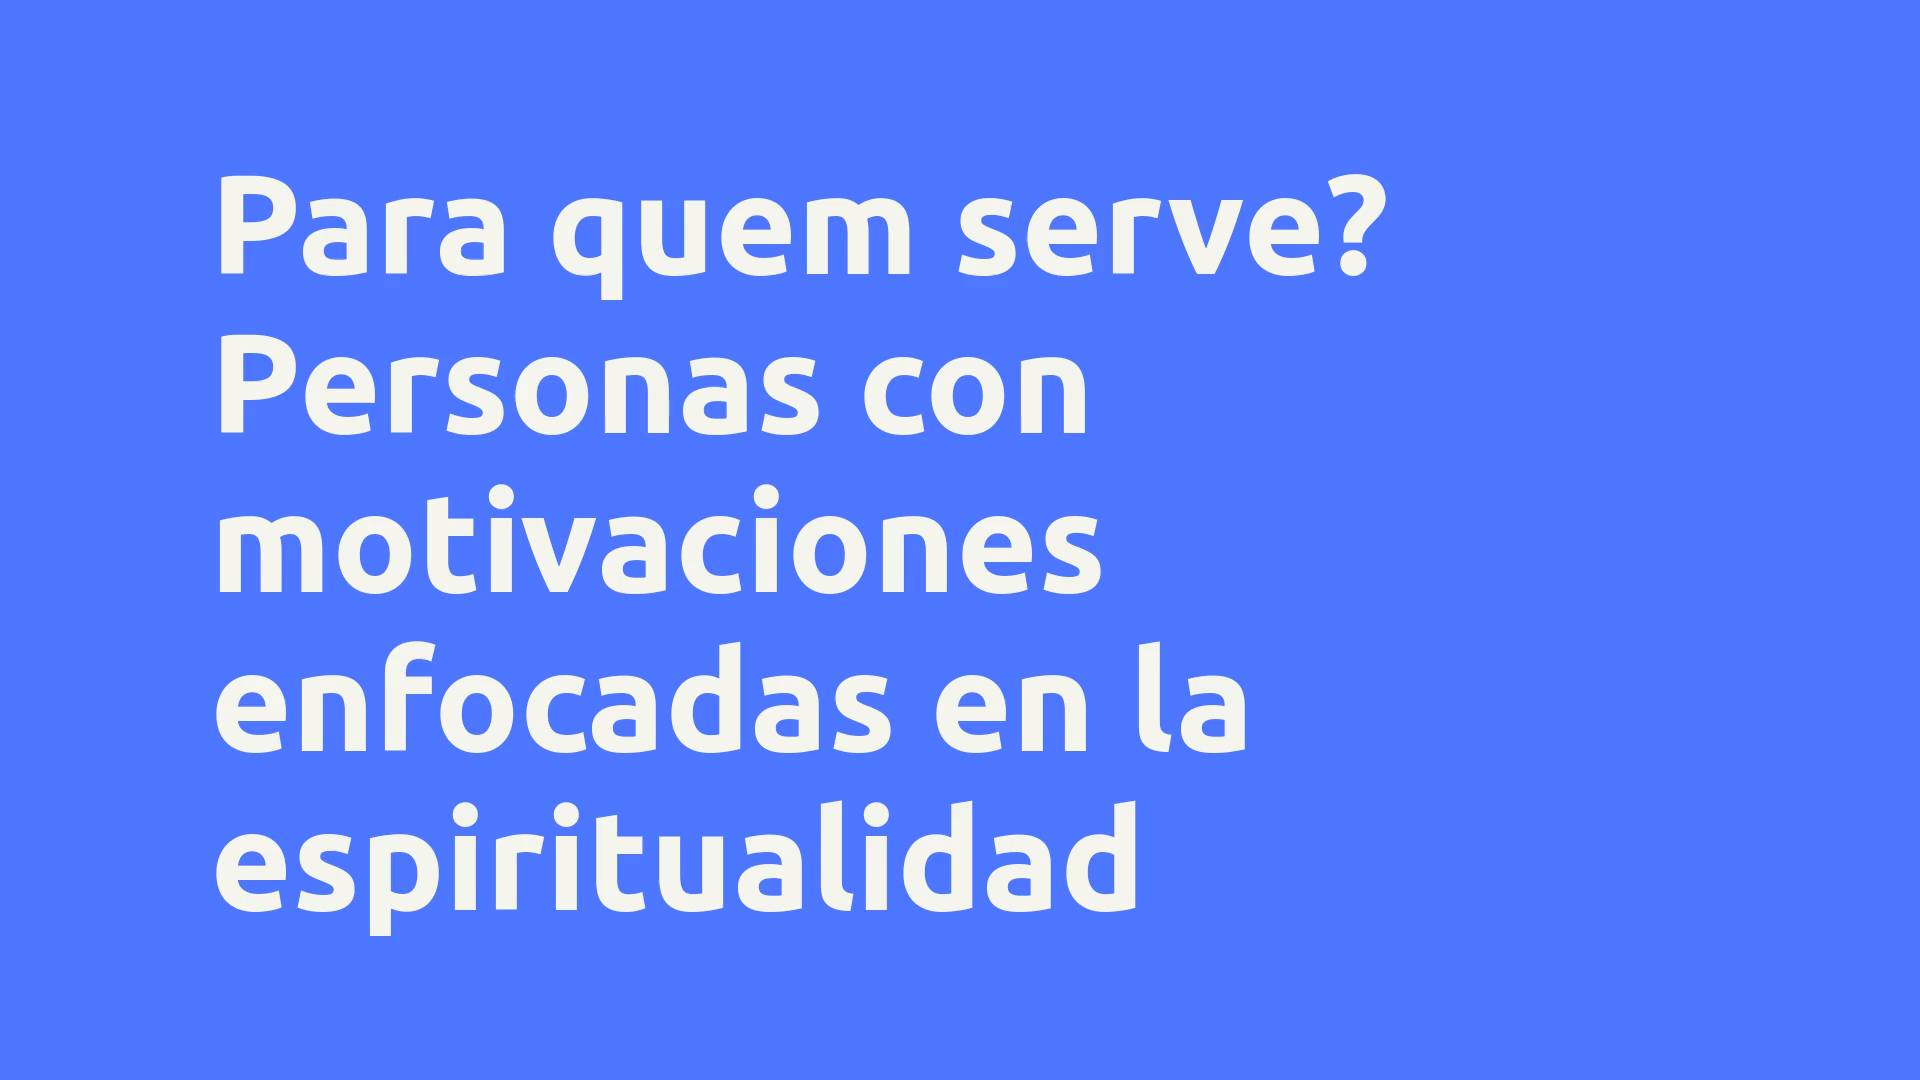 Para quem serve?
Personas con
motivaciones
enfocadas en la
espiritualidad